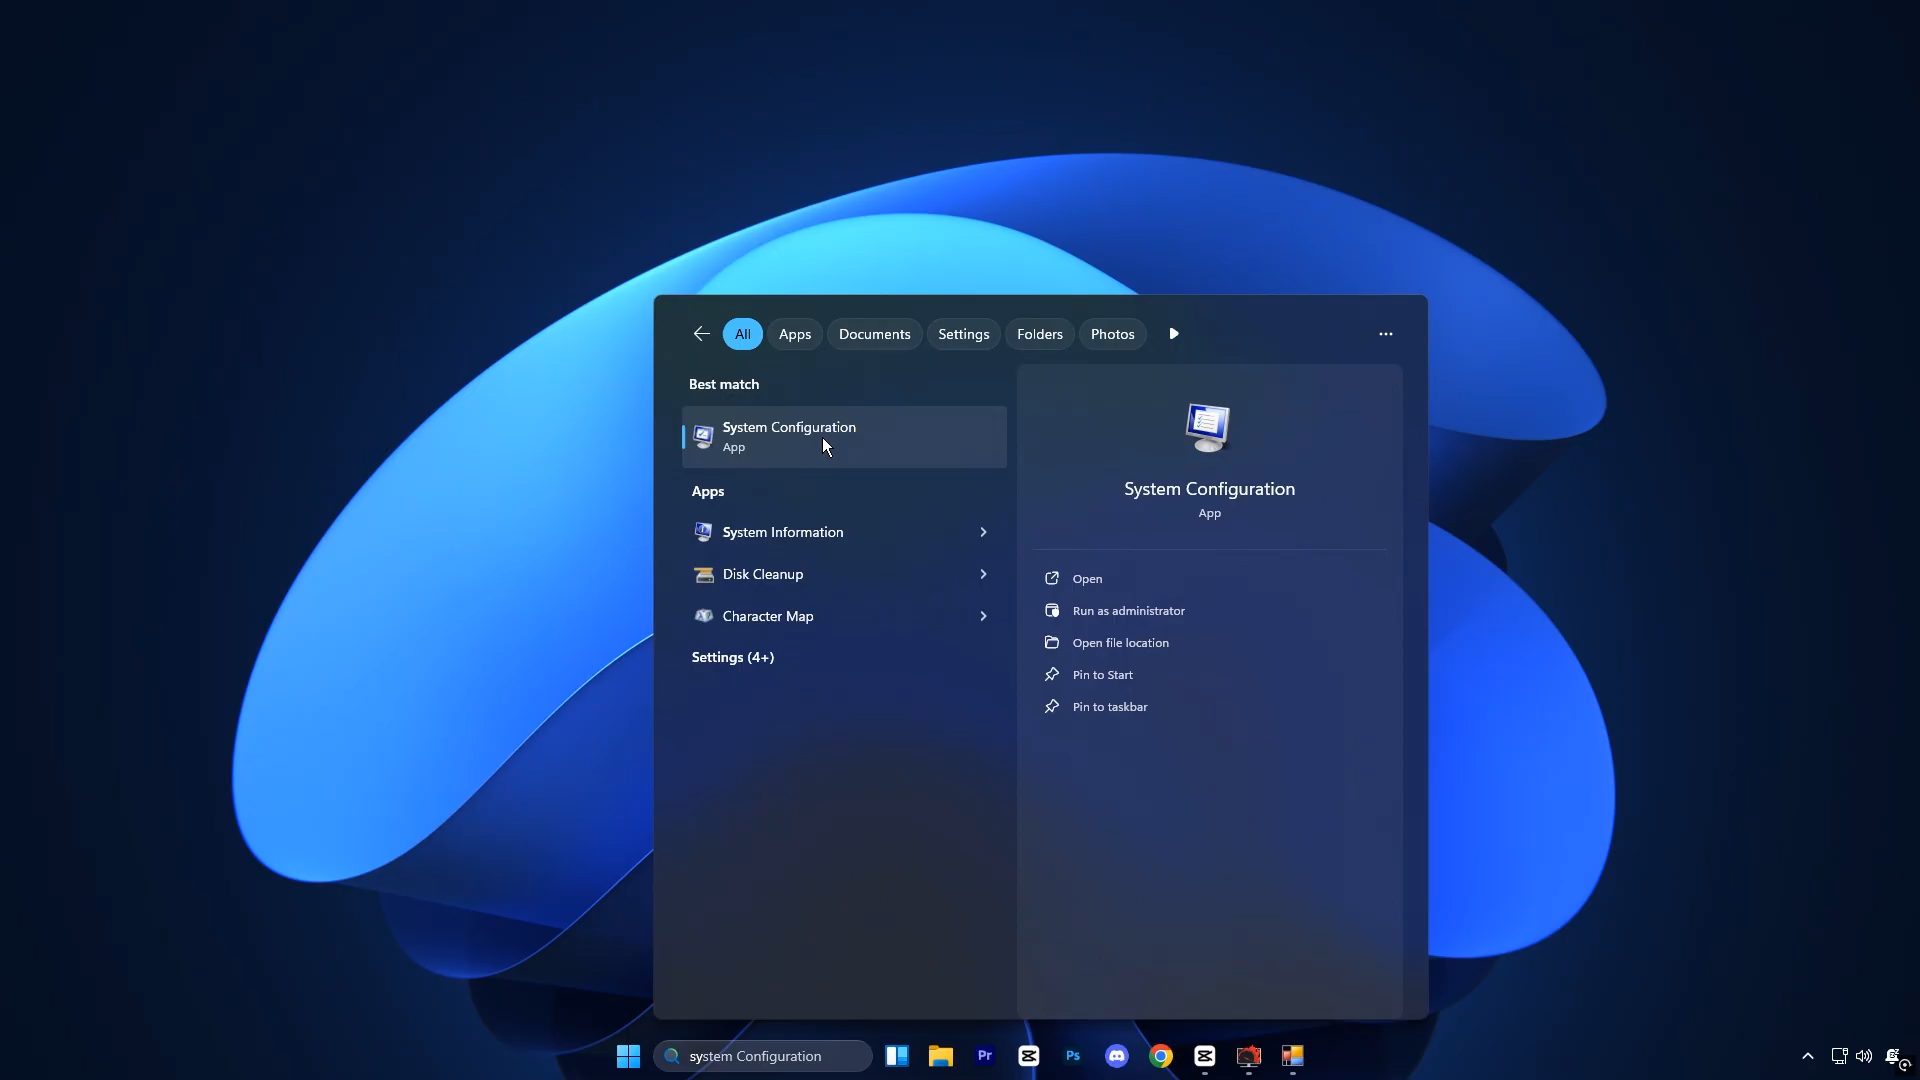 All
Apps
Documents
Settings
Folders
Photos
Best match
System Configuration
App
Apps
System Information
Disk Cleanup
Character Map
Settings (4+)
System Configuration
App
Open
Run as administrator
Open file location
Pin to Start
Pin to taskbar
system Configuration
Pr
Ps